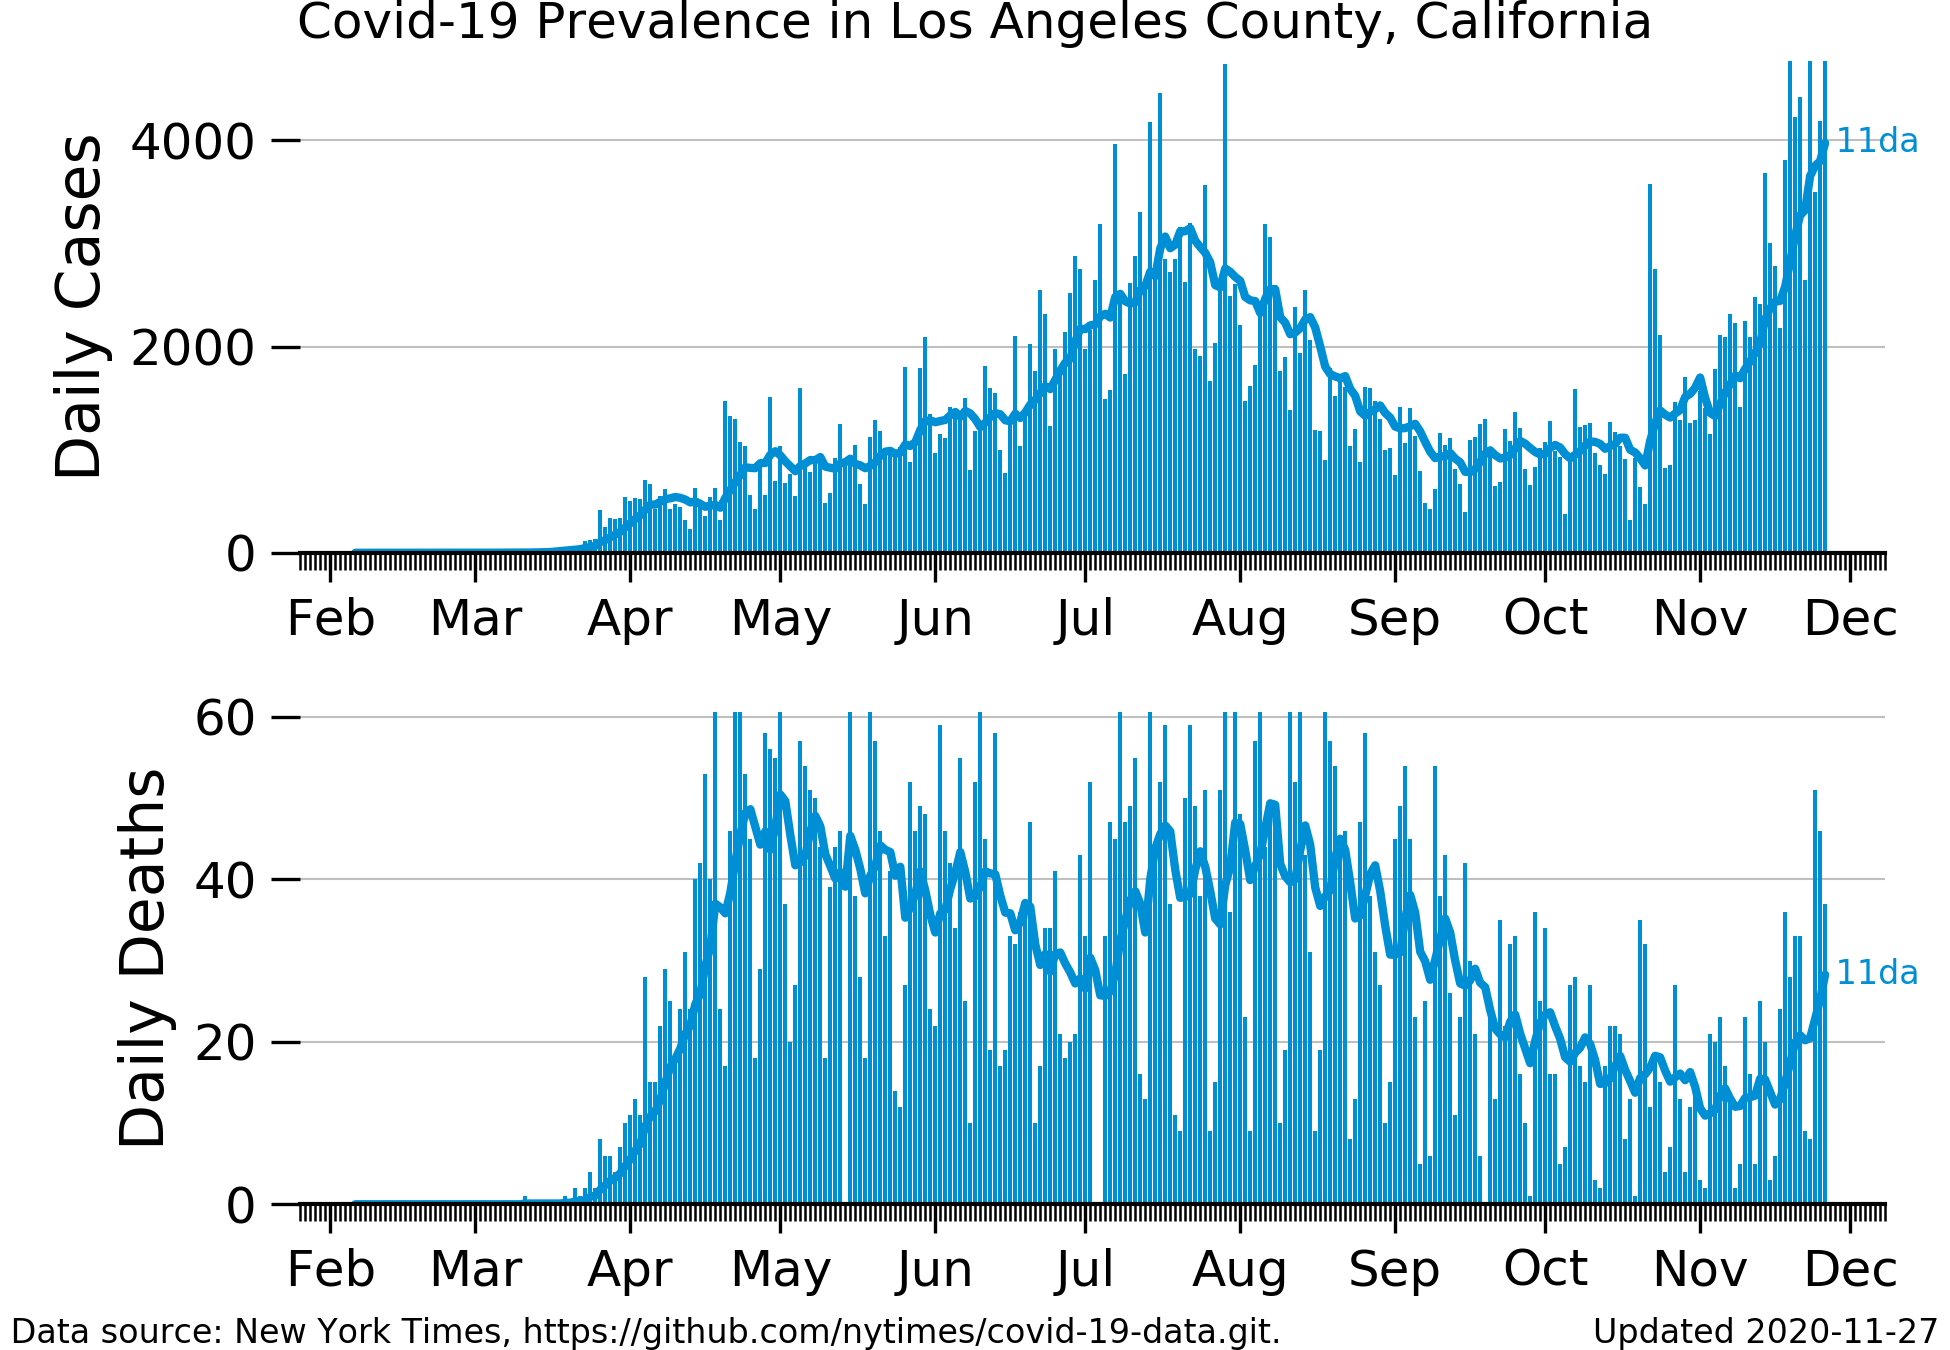 Covid-19 Prevalence in Los Angeles County, California
Daily Cases
4000
2000
0
11da
Feb Mar Apr May Jun Jul Aug Sep Oct Nov Dec
Daily Deaths
60
40
20
0
11da
Feb Mar Apr May Jun Jul Aug Sep Oct Nov Dec
Data source: New York Times, https://github.com/nytimes/covid-19-data.git. Updated 2020-11-27